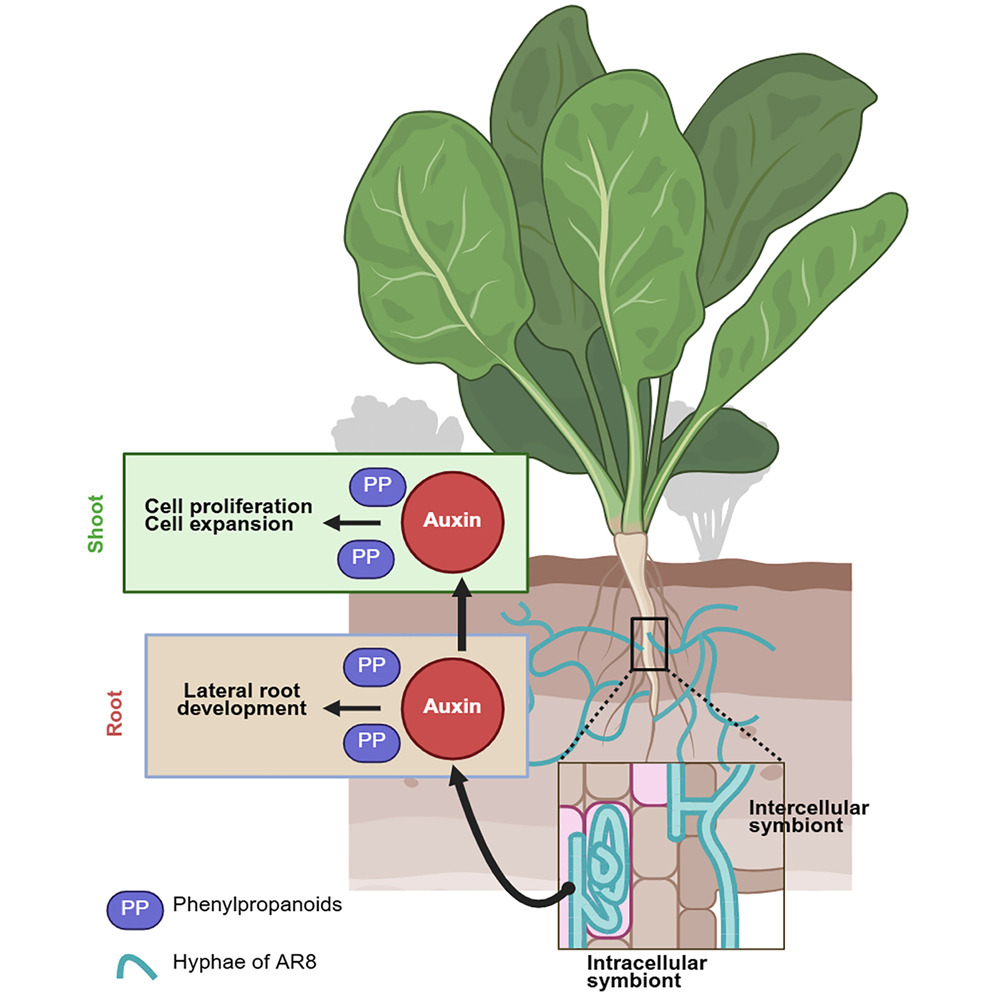 Shoot
Cell proliferation
Cell expansion
PP
Auxin
PP
Root
Lateral root
development
PP
Auxin
PP
Intercellular
symbiont
Intracellular
symbiont
PP Phenylpropanoids
Hyphae of AR8